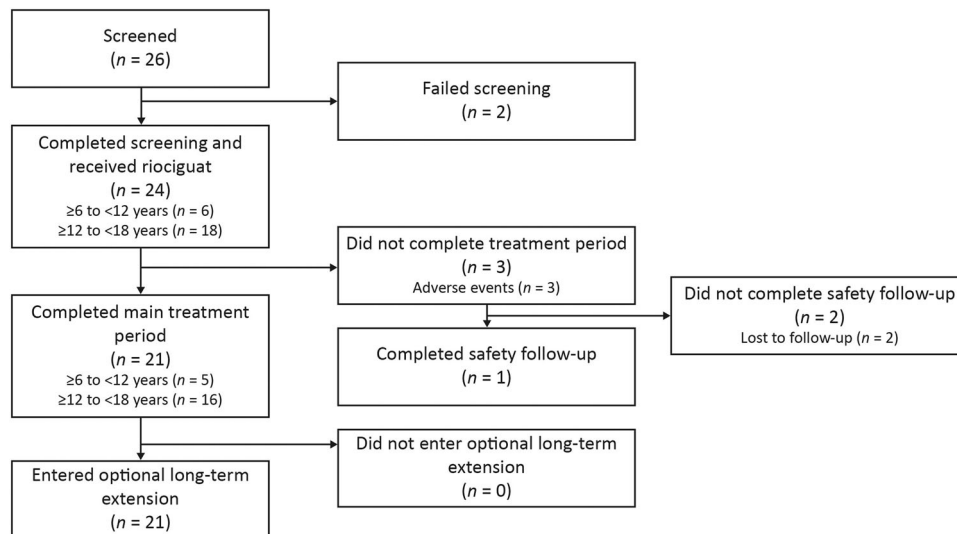 Screened
(n = 26)
Failed screening
(n = 2)
Completed screening and
received riociguat
(n = 24)
≥6 to <12 years (n = 6)
≥12 to <18 years (n = 18)
Did not complete treatment period
(n = 3)
Adverse events (n = 3)
Did not complete safety follow-up
(n = 2)
Lost to follow-up (n = 2)
Completed main treatment
period
(n = 21)
≥6 to <12 years (n = 5)
≥12 to <18 years (n = 16)
Completed safety follow-up
(n = 1)
Did not enter optional long-term
extension
(n = 0)
Entered optional long-term
extension
(n = 21)